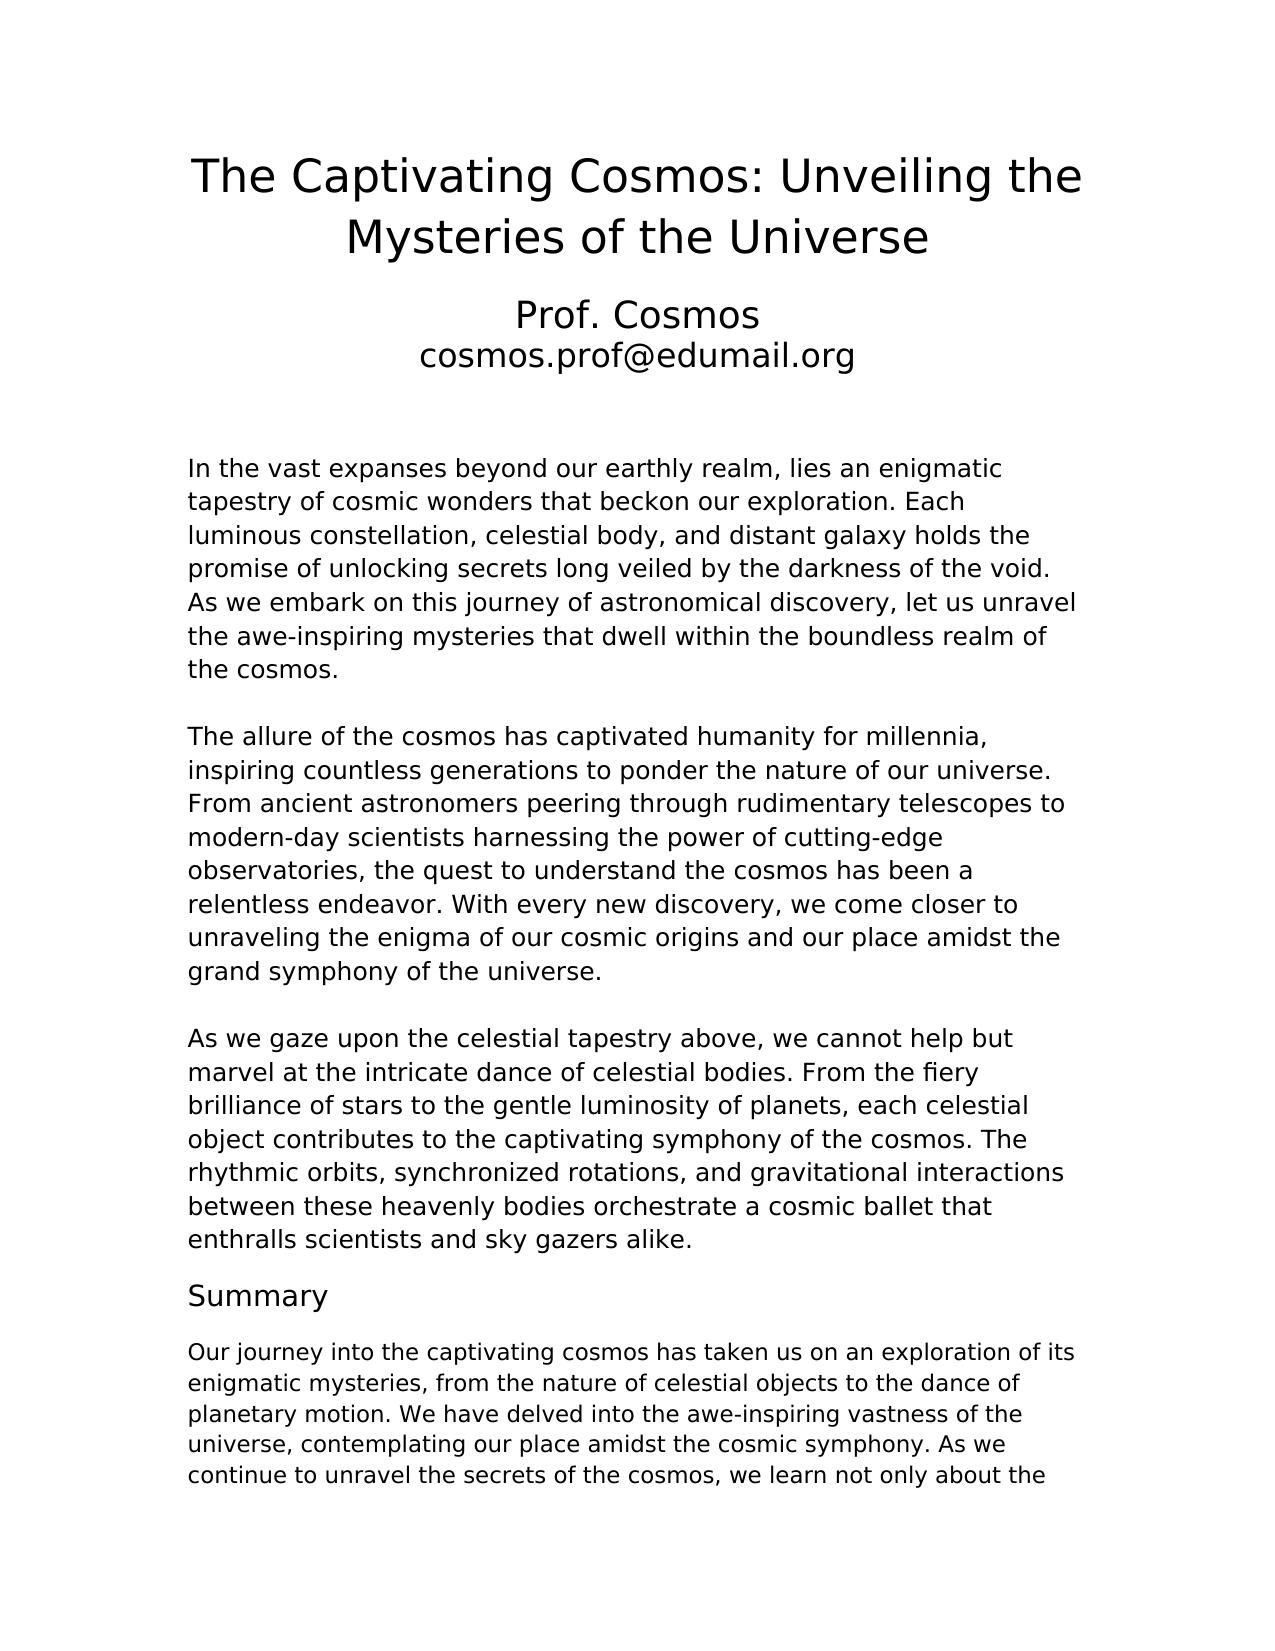 The Captivating Cosmos: Unveiling the
Mysteries of the Universe
Prof. Cosmos
cosmos.prof@edumail.org
In the vast expanses beyond our earthly realm, lies an enigmatic
tapestry of cosmic wonders that beckon our exploration. Each
luminous constellation, celestial body, and distant galaxy holds the
promise of unlocking secrets long veiled by the darkness of the void.
As we embark on this journey of astronomical discovery, let us unravel
the awe-inspiring mysteries that dwell within the boundless realm of
the cosmos.
The allure of the cosmos has captivated humanity for millennia,
inspiring countless generations to ponder the nature of our universe.
From ancient astronomers peering through rudimentary telescopes to
modern-day scientists harnessing the power of cutting-edge
observatories, the quest to understand the cosmos has been a
relentless endeavor. With every new discovery, we come closer to
unraveling the enigma of our cosmic origins and our place amidst the
grand symphony of the universe.
As we gaze upon the celestial tapestry above, we cannot help but
marvel at the intricate dance of celestial bodies. From the fiery
brilliance of stars to the gentle luminosity of planets, each celestial
object contributes to the captivating symphony of the cosmos. The
rhythmic orbits, synchronized rotations, and gravitational interactions
between these heavenly bodies orchestrate a cosmic ballet that
enthralls scientists and sky gazers alike.
Summary
Our journey into the captivating cosmos has taken us on an exploration of its
enigmatic mysteries, from the nature of celestial objects to the dance of
planetary motion. We have delved into the awe-inspiring vastness of the
universe, contemplating our place amidst the cosmic symphony. As we
continue to unravel the secrets of the cosmos, we learn not only about the